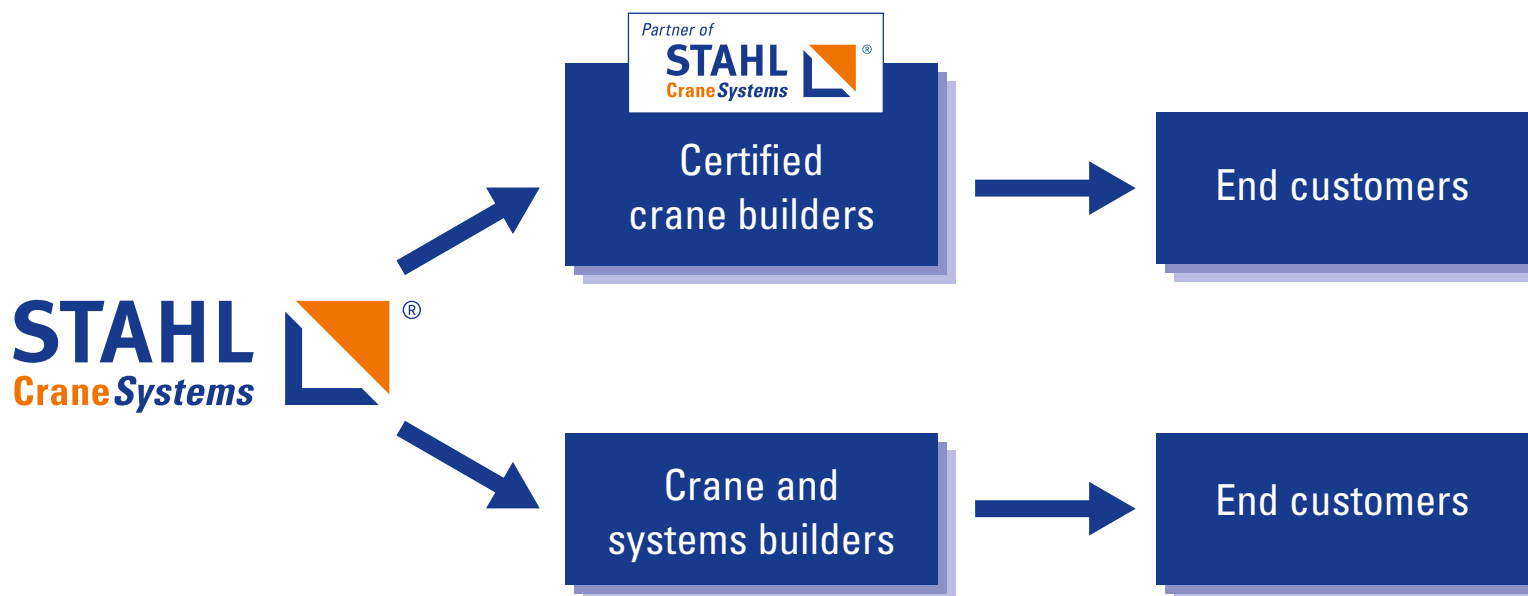 Partner of
STAHL ®
CraneSystems
Certified
crane builders
End customers
STAHL ®
CraneSystems
Crane and
systems builders
End customers